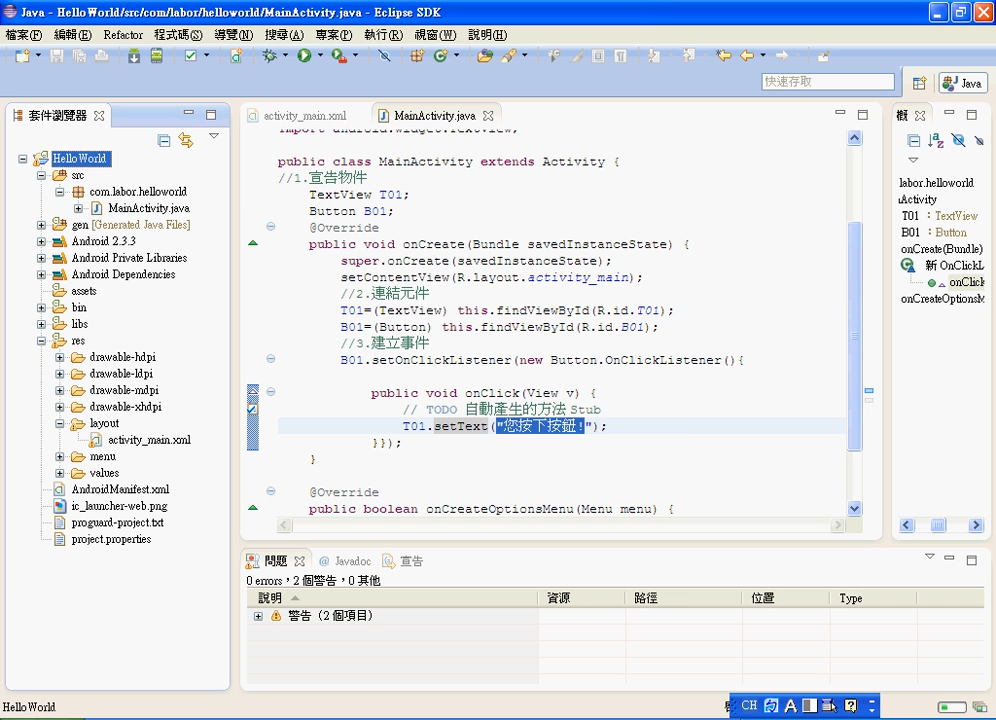 Java - HelloWorld/src/com/labor/helloworld/MainActivity.java - Eclipse SDK
檔案(F) 編輯(E) Refactor 程式碼(S) 導覽(N) 搜尋(A) 專案(P) 執行(R) 視窗(W) 說明(H)
快速存取
Java
套件瀏覽器
HelloWorld
src
com.labor.helloworld
MainActivity.java
gen [Generated Java Files]
Android 2.3.3
Android Private Libraries
Android Dependencies
assets
bin
libs
res
drawable-hdpi
drawable-ldpi
drawable-mdpi
drawable-xhdpi
layout
activity_main.xml
menu
values
AndroidManifest.xml
ic_launcher-web.png
proguard-project.txt
project.properties
activity_main.xml MainActivity.java
import android.widget.TextView;
public class MainActivity extends Activity {
//1.宣告物件
TextView T01;
Button B01;
@Override
public void onCreate(Bundle savedInstanceState) {
super.onCreate(savedInstanceState);
setContentView(R.layout.activity_main);
//2.連結元件
T01=(TextView) this.findViewById(R.id.T01);
B01=(Button) this.findViewById(R.id.B01);
//3.建立事件
B01.setOnClickListener(new Button.OnClickListener(){
public void onClick(View v) {
// TODO 自動產生的方法 Stub
T01.setText("您按下按鈕!");
}});
}
@Override
public boolean onCreateOptionsMenu(Menu menu) {
概
labor.helloworld
Activity
T01 : TextView
B01 : Button
onCreate(Bundle)
新 OnClickL
onClick
onCreateOptionsM
問題 @ Javadoc 宣告
0 errors，2 個警告，0 其他
說明 資源 路徑 位置 Type
警告 (2 個項目)
HelloWorld
CH